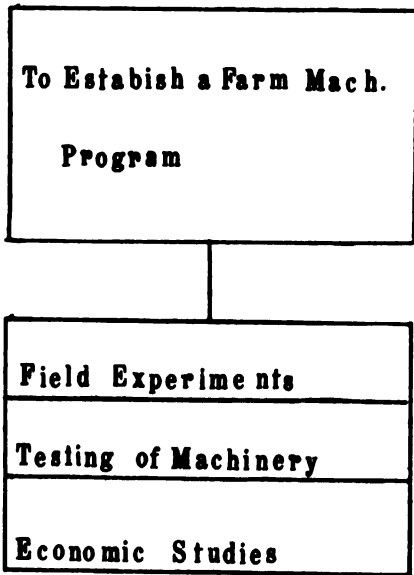 To Estabish a Farm Mach.
Program
Field Experiments
Testing of Machinery
Economic Studies